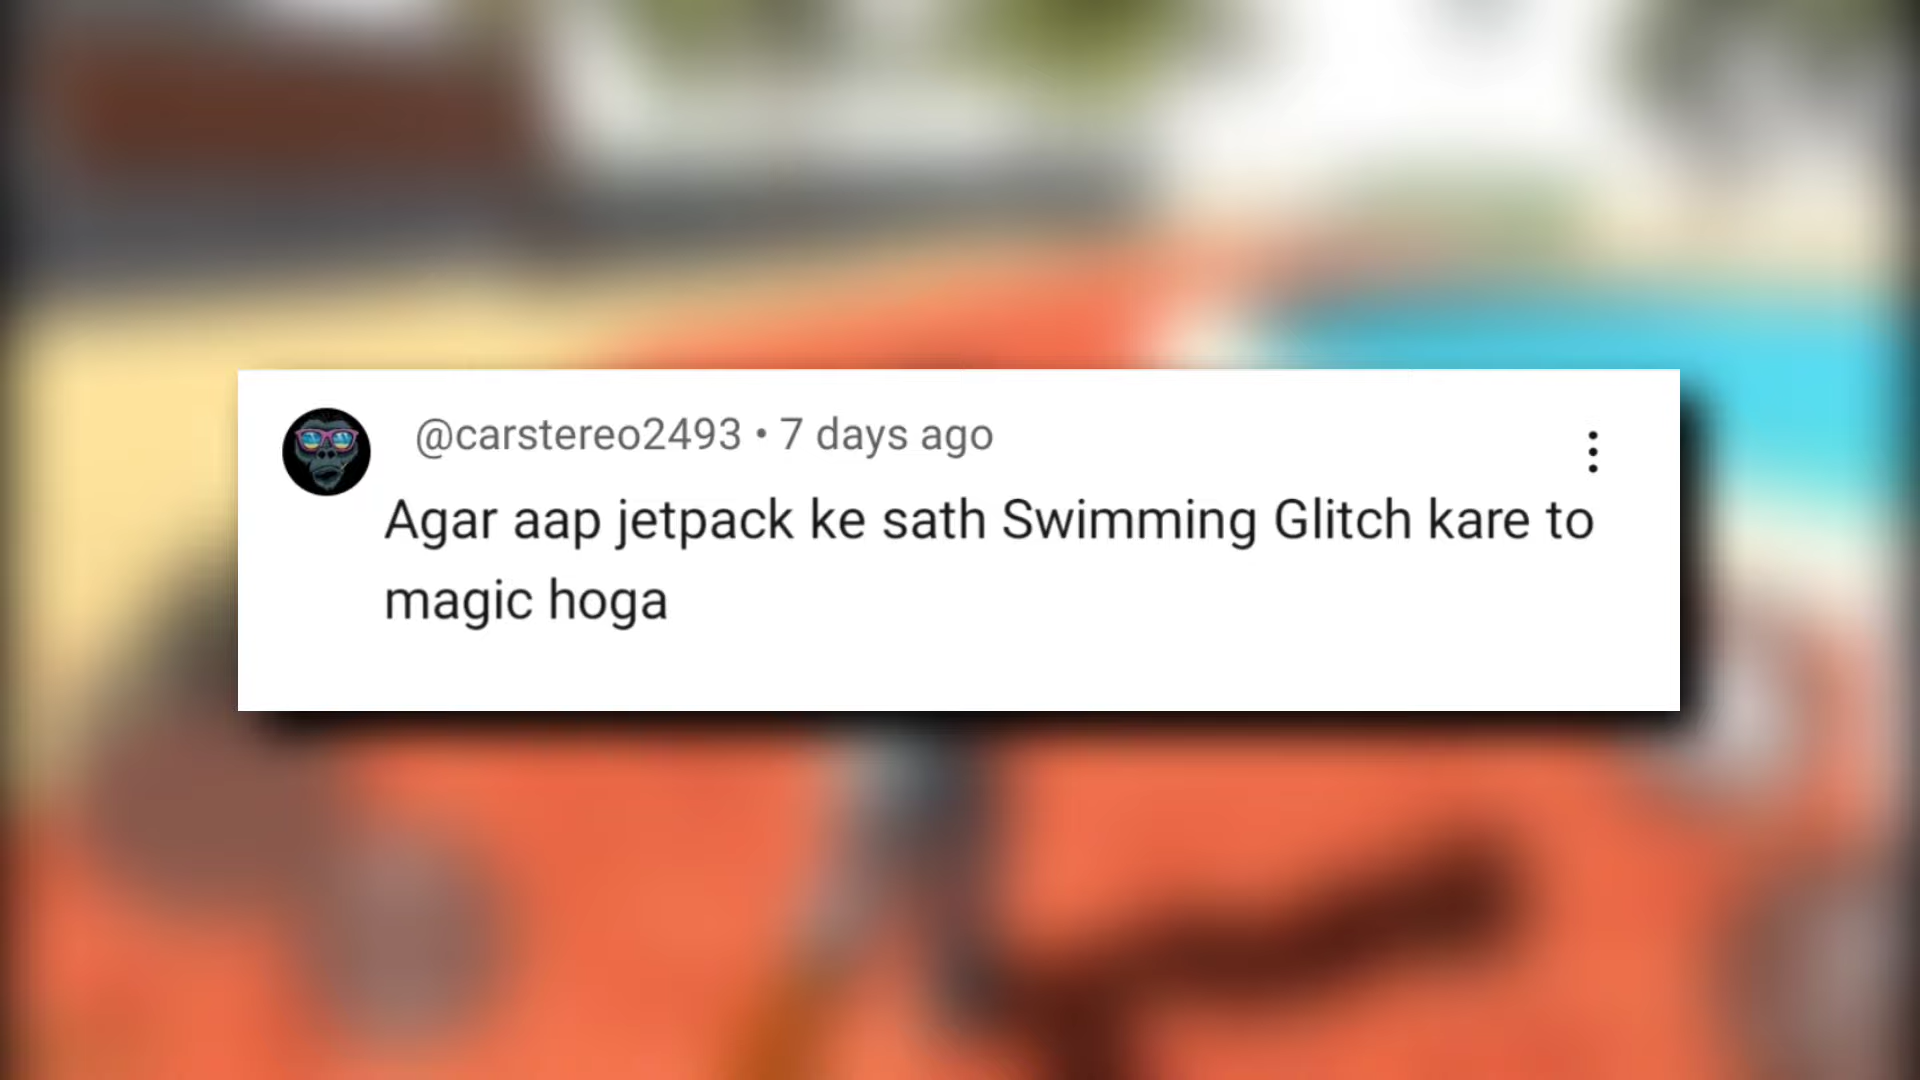 @carstereo2493 • 7 days ago
Agar aap jetpack ke sath Swimming Glitch kare to
magic hoga